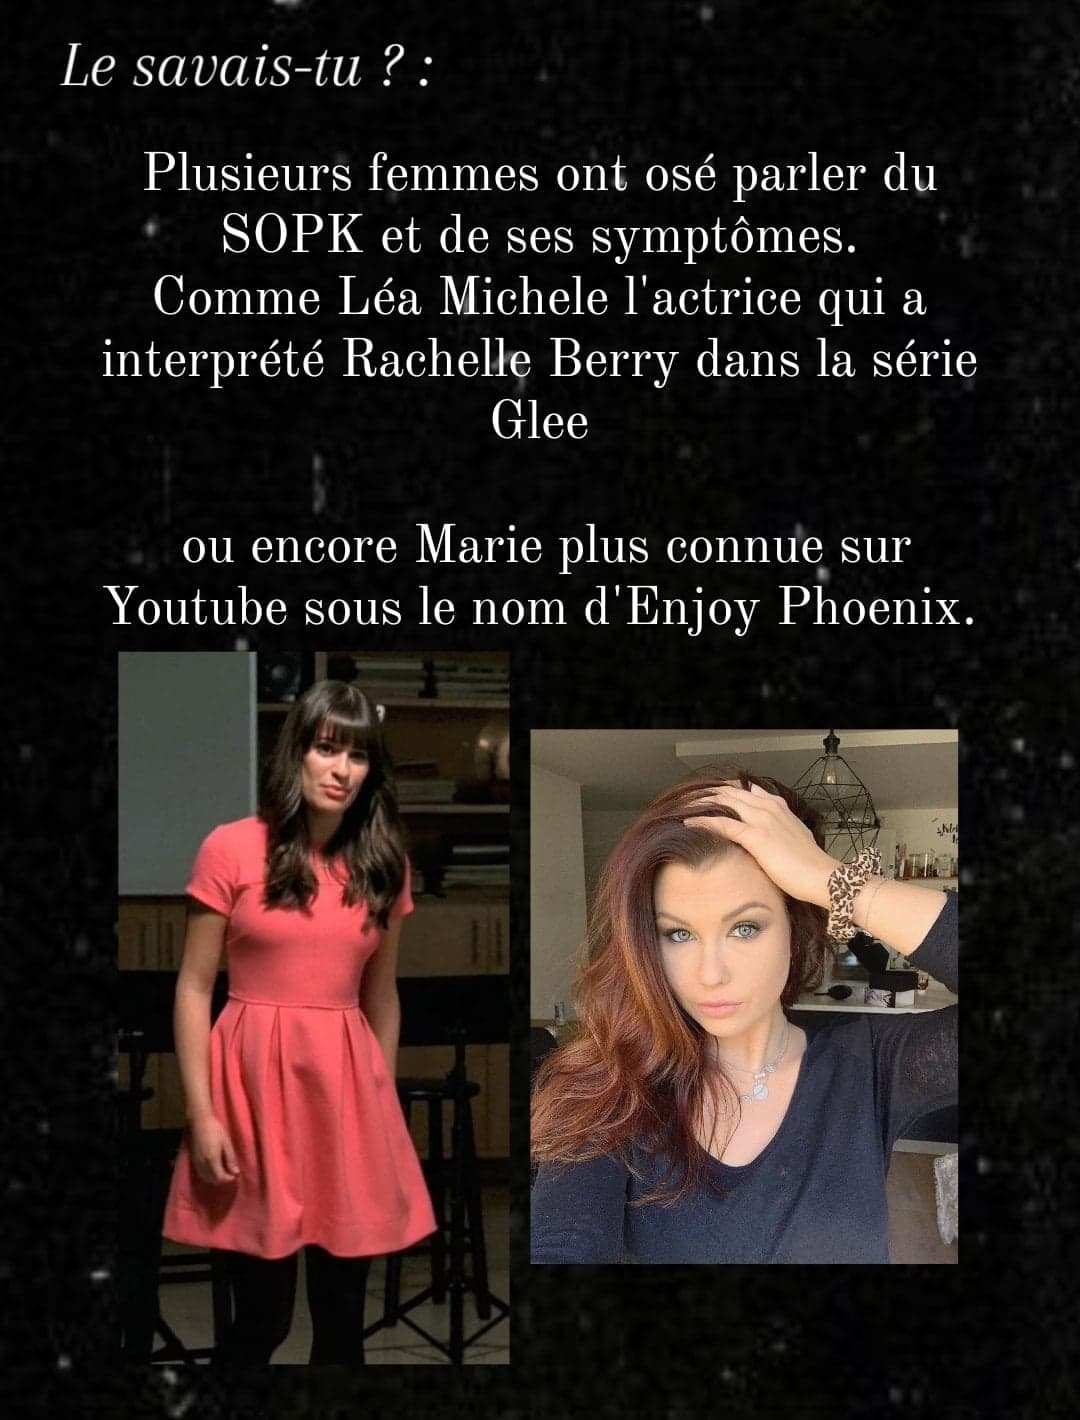 Le savais-tu ? :
Plusieurs femmes ont osé parler du
SOPK et de ses symptômes.
Comme Léa Michele l'actrice qui a
interprété Rachelle Berry dans la série
Glee
ou encore Marie plus connue sur
Youtube sous le nom d'Enjoy Phoenix.